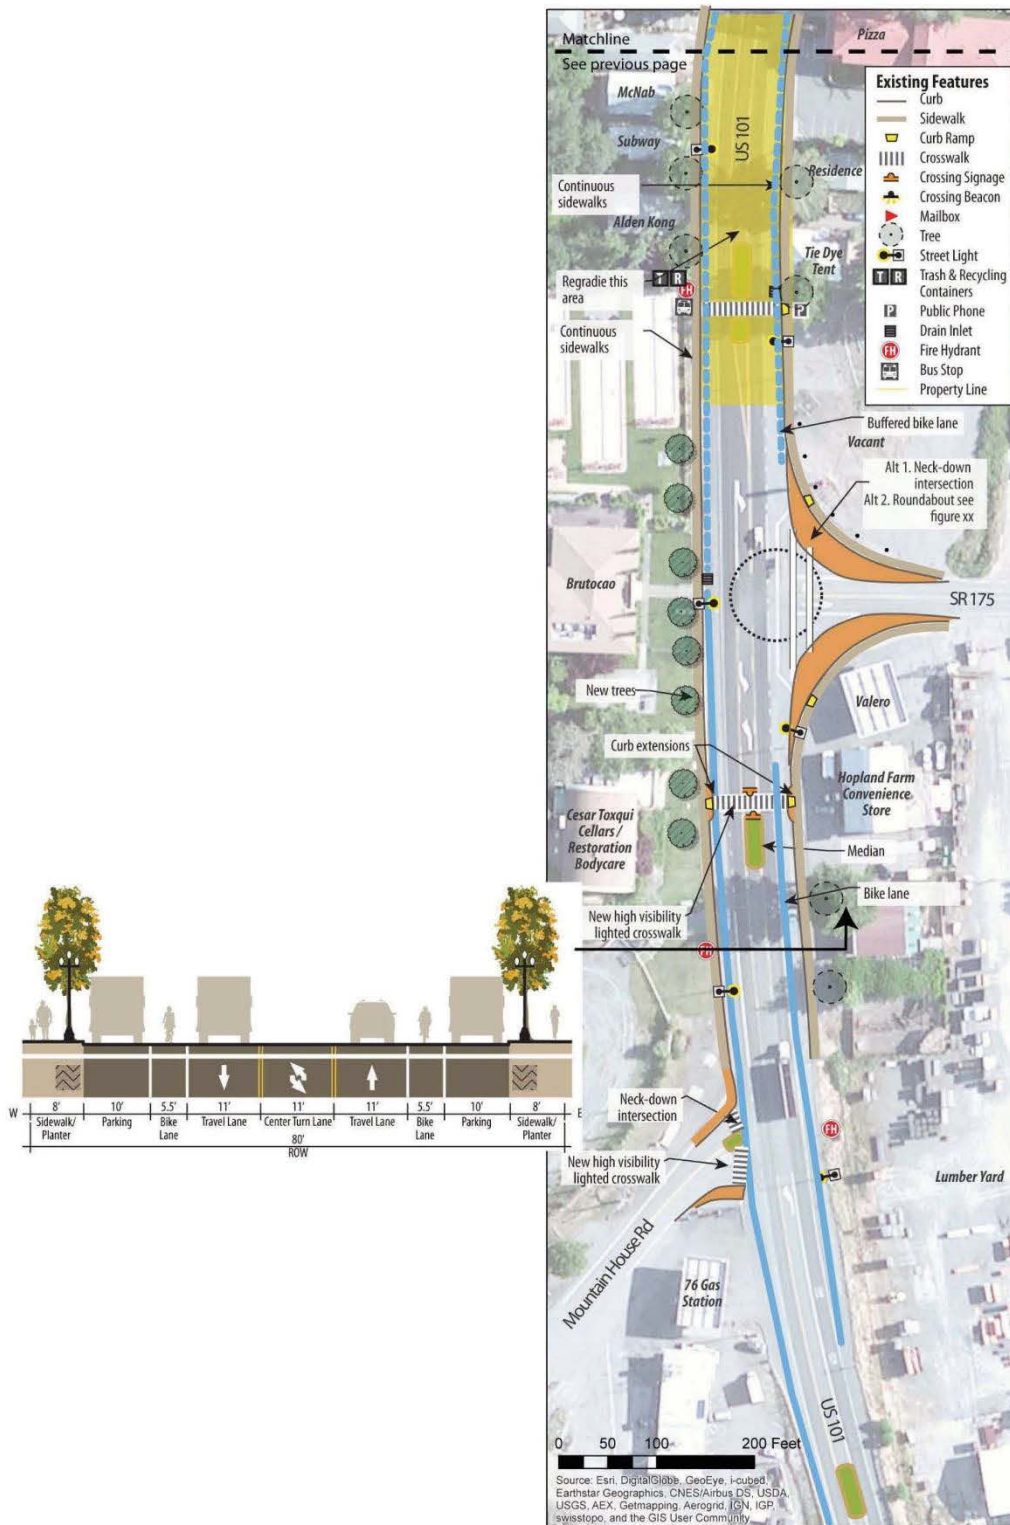 Matchline
See previous page
Pizza
McNab
Subway
US 101
Continuous
sidewalks
Residence
Alden Kong
Tie Dye
Tent
Regradie this
area
T R
FH
P
Continuous
sidewalks
Existing Features
Curb
Sidewalk
Curb Ramp
Crosswalk
Crossing Signage
Crossing Beacon
Mailbox
Tree
Street Light
T R Trash & Recycling
Containers
P Public Phone
Drain Inlet
FH Fire Hydrant
Bus Stop
Property Line
Buffered bike lane
Vacant
Alt 1. Neck-down
intersection
Alt 2. Roundabout see
figure xx
Brutocao
SR 175
New trees
Valero
Curb extensions
Hopland Farm
Convenience
Store
Cesar Toxqui
Cellars /
Restoration
Bodycare
Median
Bike lane
New high visibility
lighted crosswalk
FH
W
8' 10' 5.5' 11' 11' 11' 5.5' 10' 8'
E
Sidewalk/
Planter
Parking
Bike
Lane
Travel Lane
Center Turn Lane
Travel Lane
Bike
Lane
Parking
Sidewalk/
Planter
80'
ROW
Neck-down
intersection
FH
New high visibility
lighted crosswalk
Lumber Yard
Mountain House Rd
76 Gas
Station
US 101
0 50 100 200 Feet
Source: Esri, DigitalGlobe, GeoEye, i-cubed,
Earthstar Geographics, CNES/Airbus DS, USDA,
USGS, AEX, Getmapping, Aerogrid, IGN, IGP,
swisstopo, and the GIS User Community